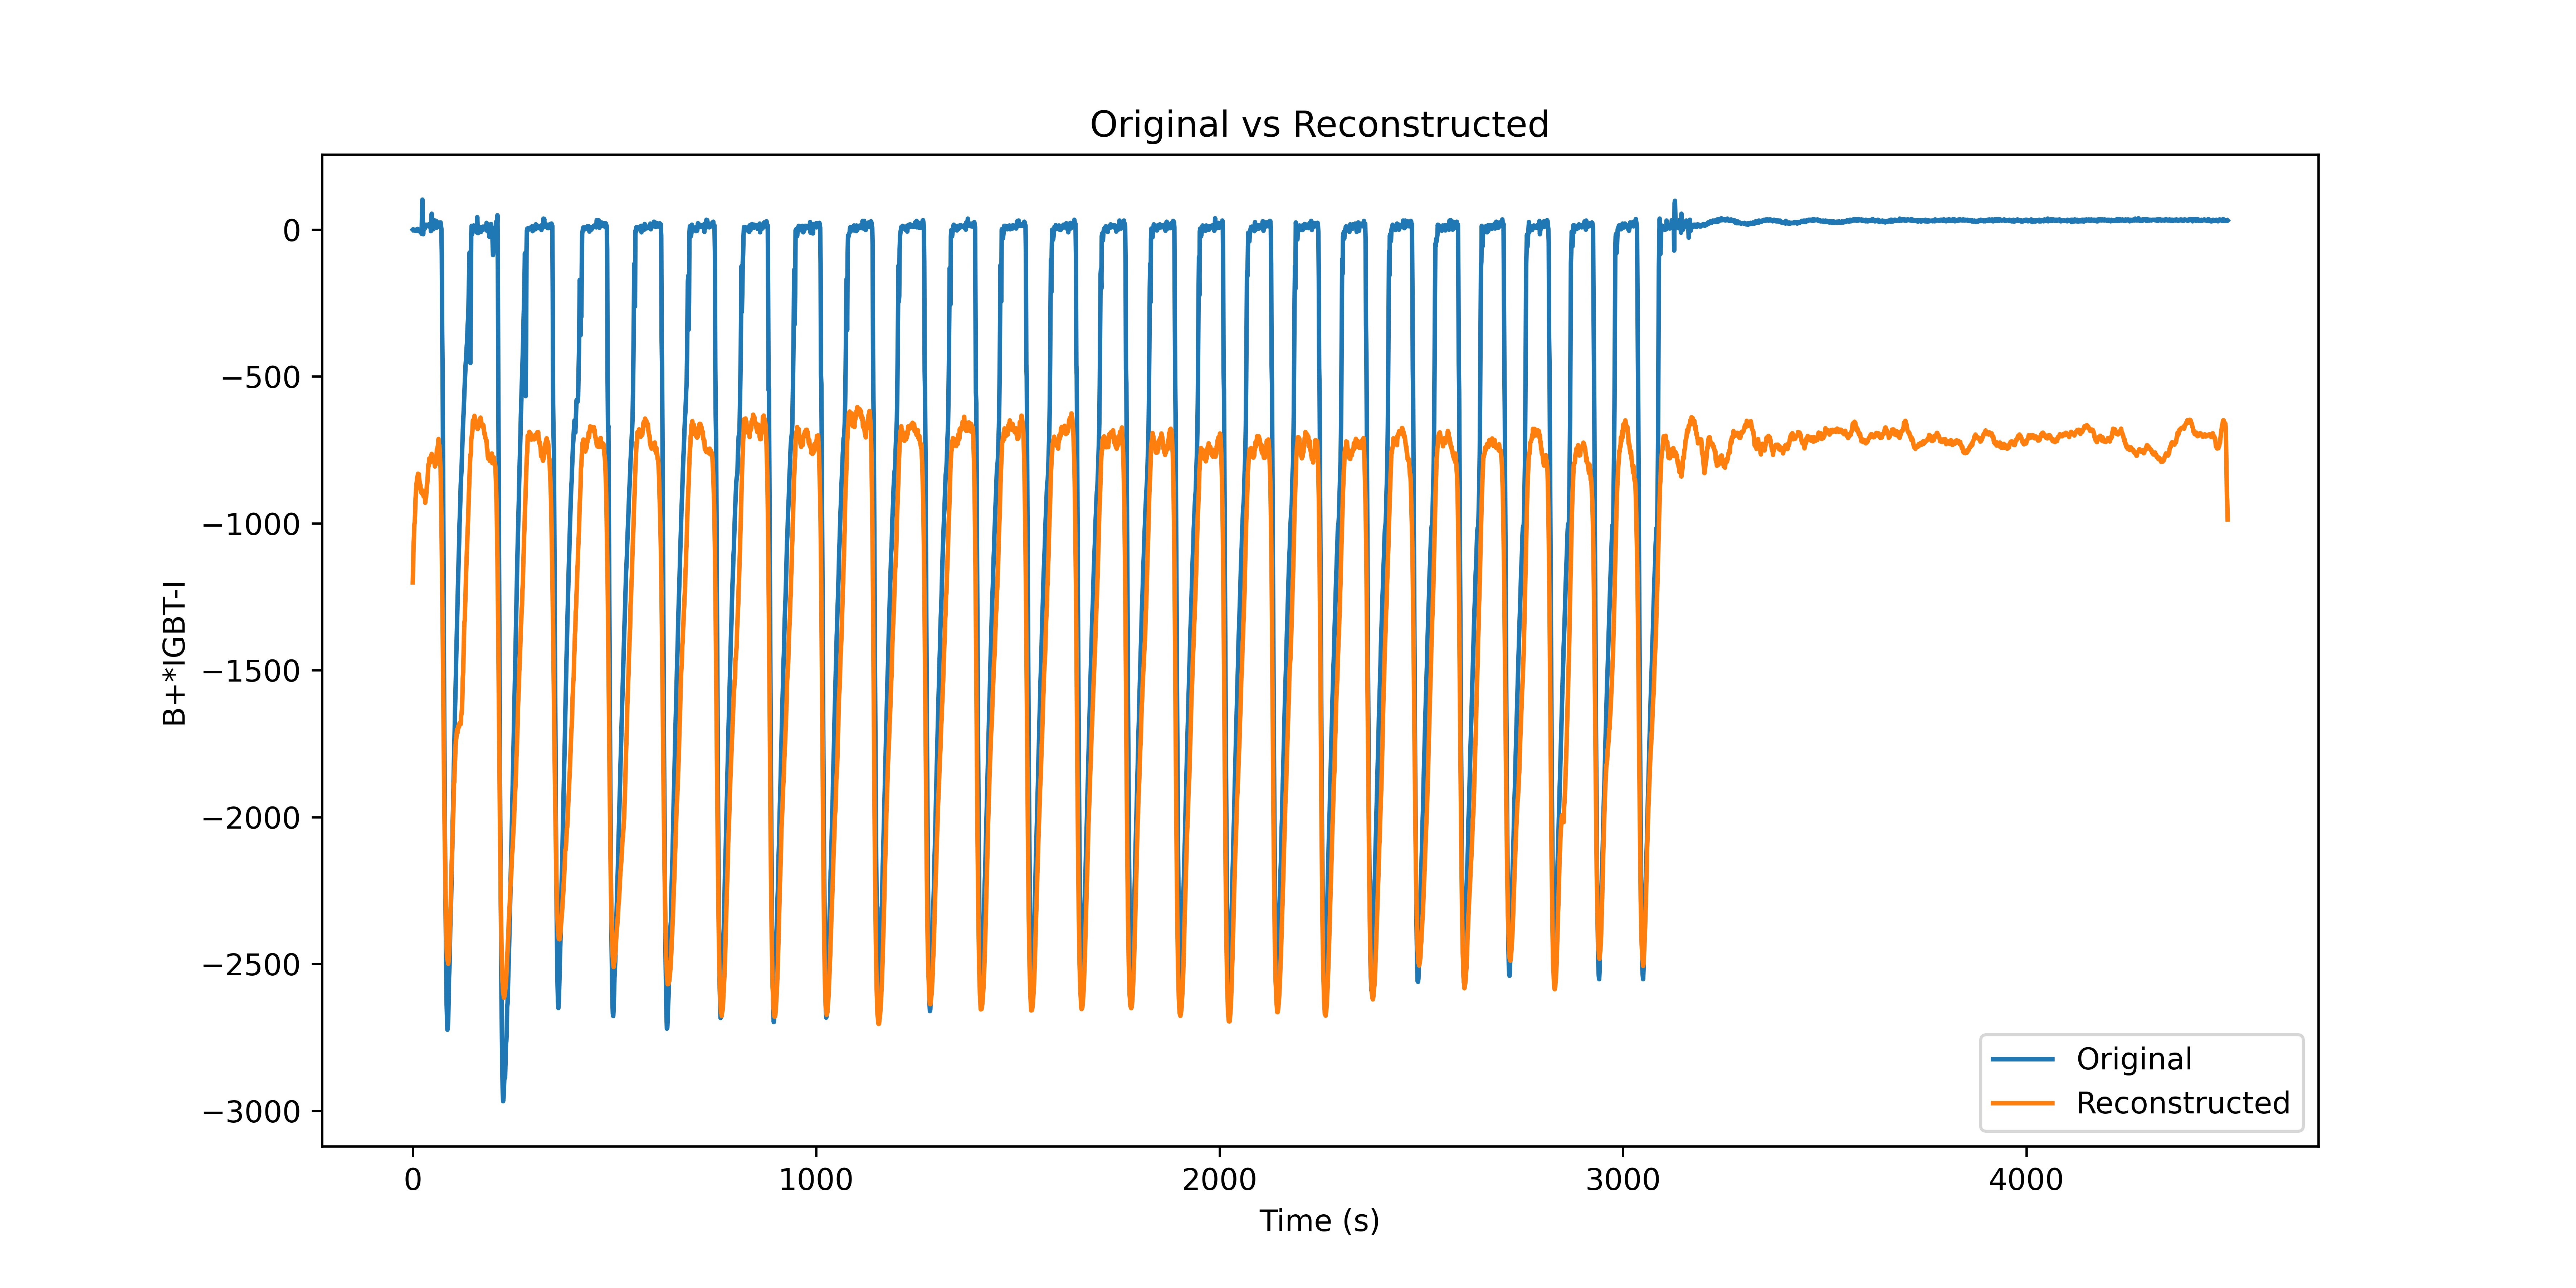 Original vs Reconstructed
B+*IGBT-I
0
−500
−1000
−1500
−2000
−2500
−3000
0 1000 2000 3000 4000
Time (s)
Original
Reconstructed